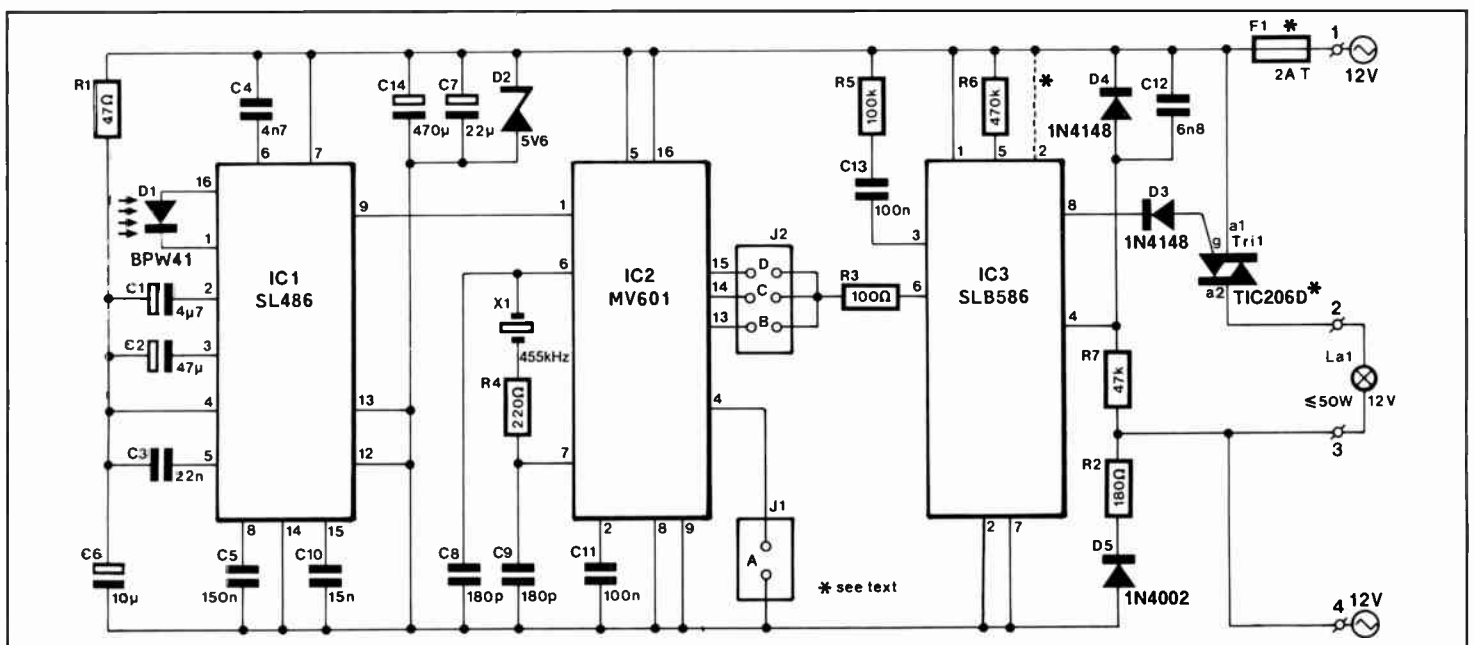 F1 *
1
2A T
12V
R1
47Ω
C4
4n7
6
7
C14
470µ
C7
22µ
D2
5V6
5
16
R5
100k
R6
470k
*
D4
1N4148
C12
6n8
1
5
2
16
D1
BPW41
1
9
1
C13
100n
3
8
D3
1N4148
a1
g
Tri1
a2
TIC206D*
IC1
SL486
IC2
MV601
IC3
SLB586
C1
4µ7
2
C2
47µ
3
4
C3
22n
5
13
12
6
X1
455kHz
R4
220Ω
7
J2
15
D
14
C
13
B
R3
100Ω
6
4
4
R7
47k
2
La1
≤50W
12V
3
R2
180Ω
D5
1N4002
8
14
15
C6
10µ
C5
150n
C10
15n
C8
180p
C9
180p
2
8
9
C11
100n
J1
A
2
7
* see text
4
12V